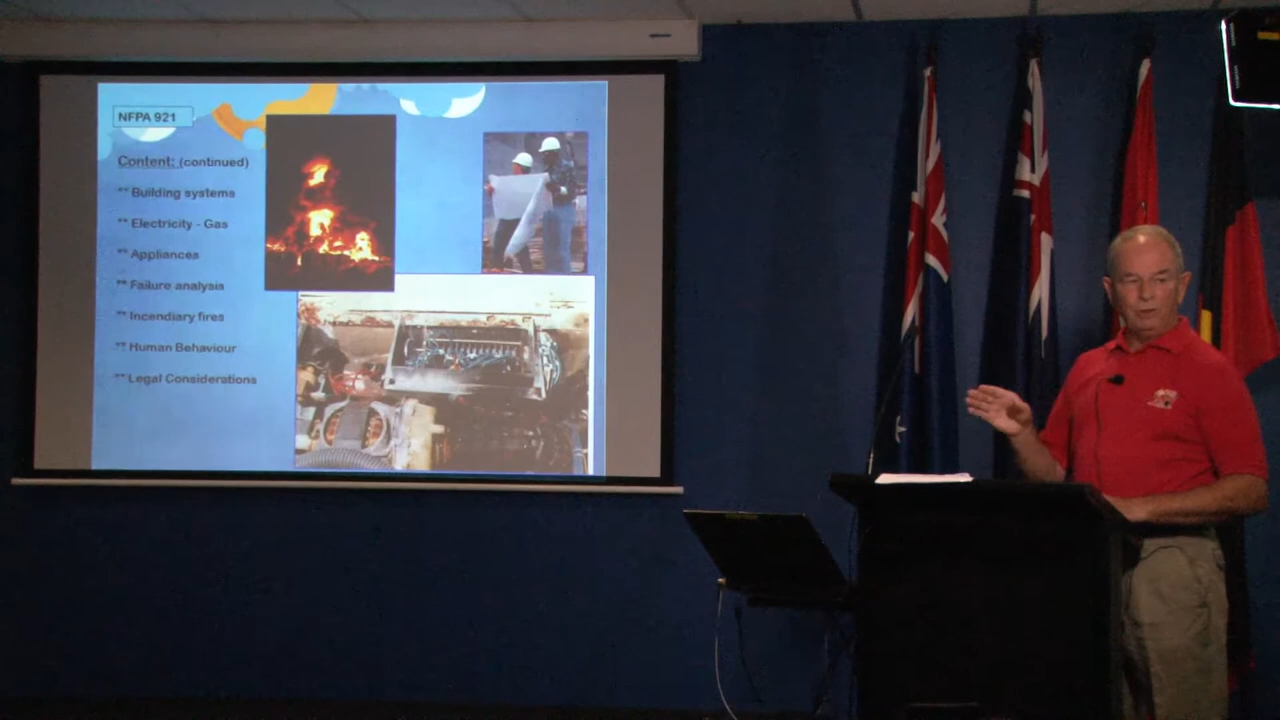 NFPA 921
Content: (continued)
** Building systems
** Electricity - Gas
** Appliances
** Failure analysis
** Incendiary fires
** Human Behaviour
** Legal Considerations